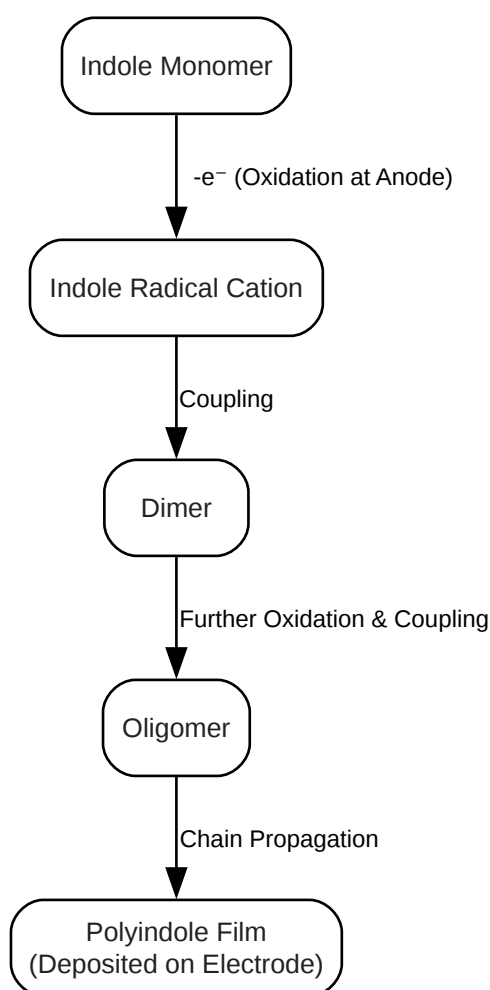 Indole Monomer
-e⁻ (Oxidation at Anode)
Indole Radical Cation
Coupling
Dimer
Further Oxidation & Coupling
Oligomer
Chain Propagation
Polyindole Film
(Deposited on Electrode)